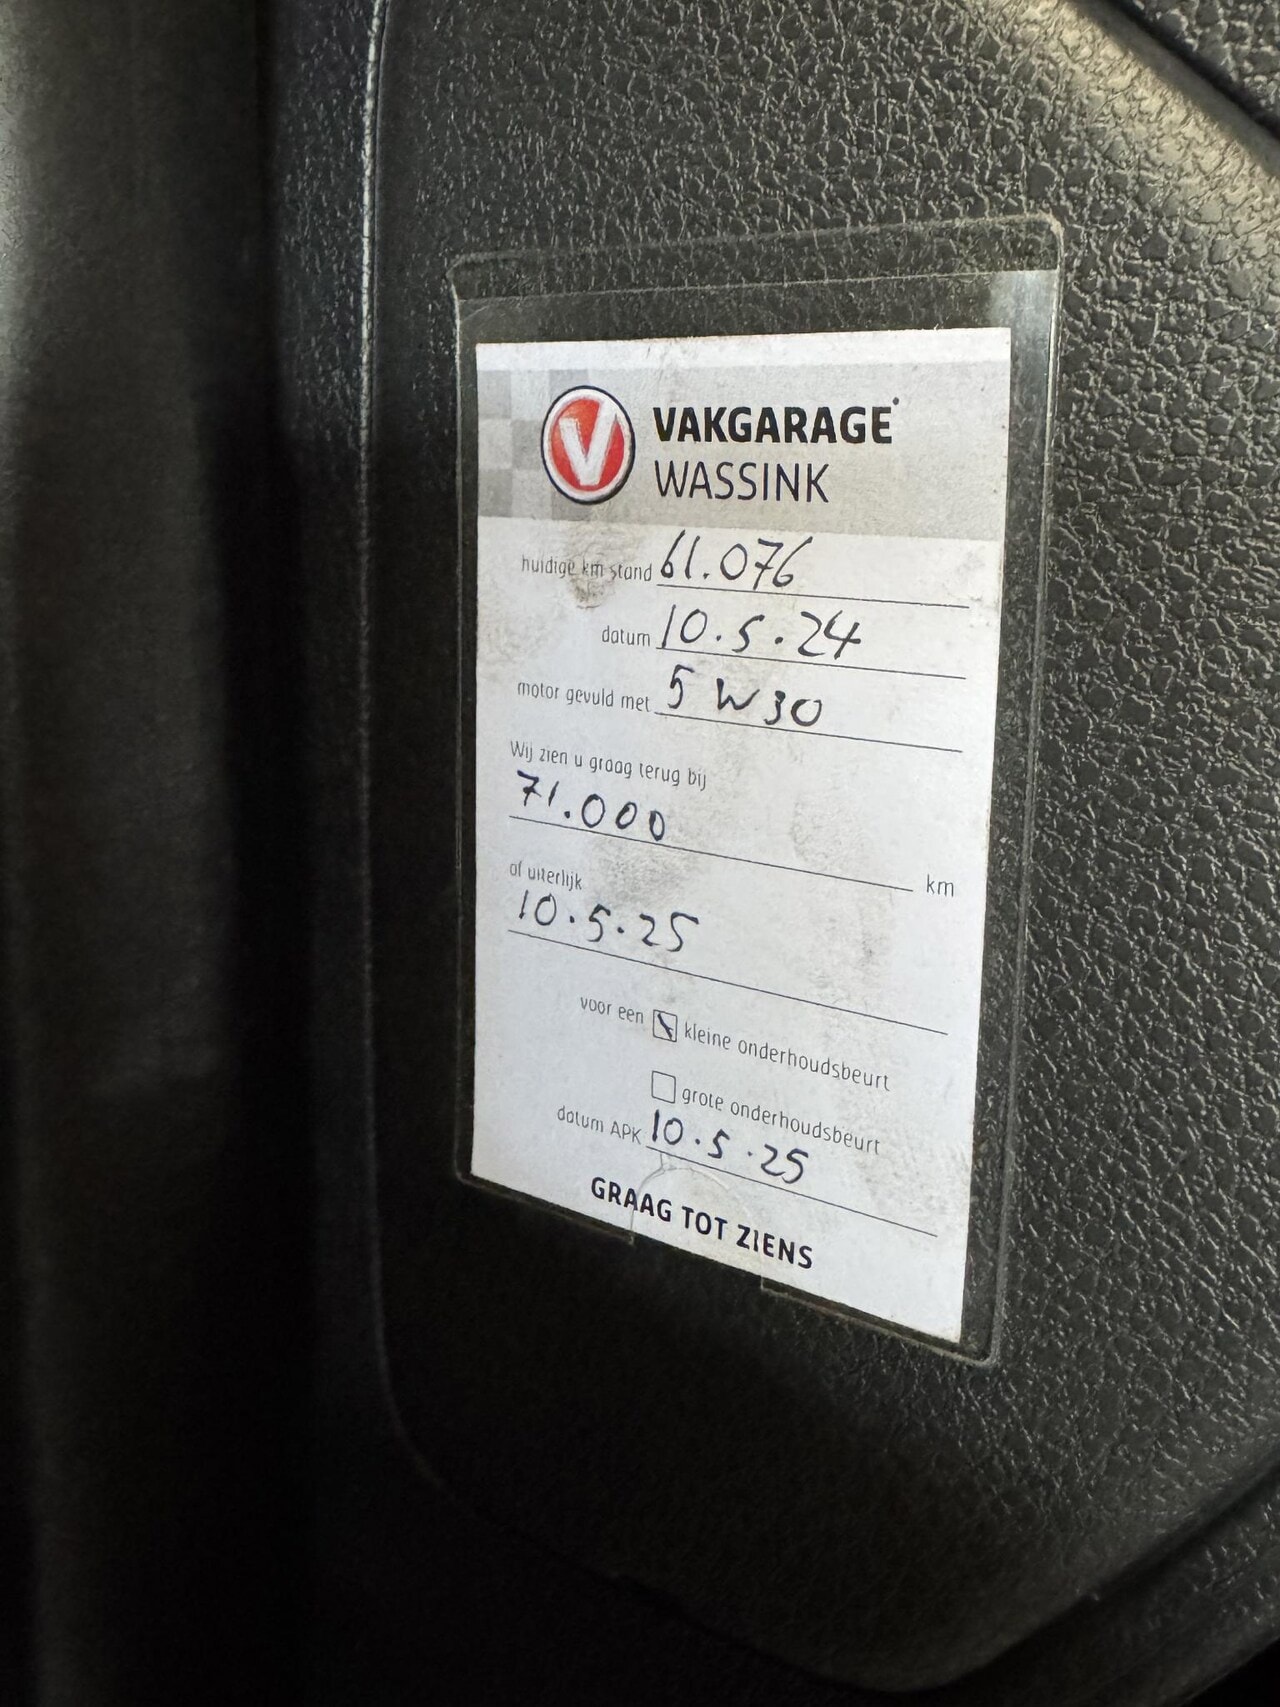 V VAKGARAGE
WASSINK
huidige km stand 61.076
datum 10.5.24
motor gevuld met 5 W 30
Wij zien u graag terug bij
71.000 km
of uiterlijk
10.5.25
voor een kleine onderhoudsbeurt
grote onderhoudsbeurt
datum APK 10.5.25
GRAAG TOT ZIENS